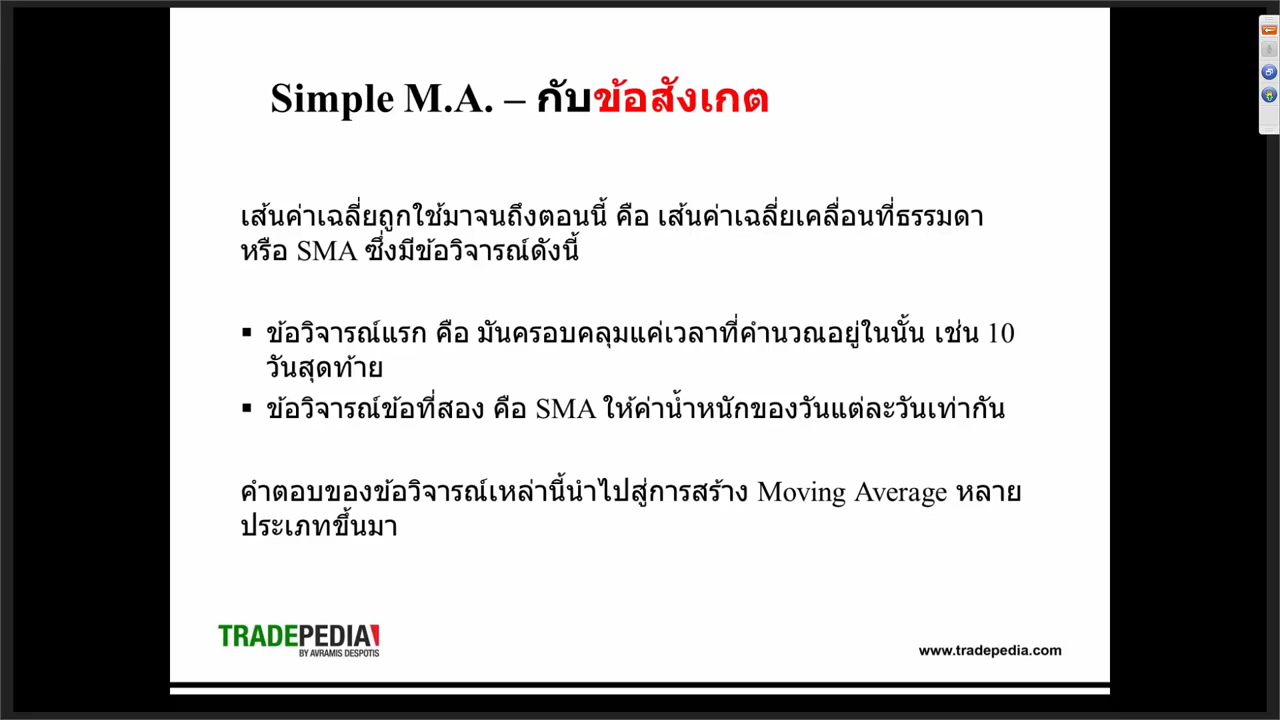 Simple M.A. – กับข้อสังเกต
เส้นค่าเฉลี่ยถูกใช้มาจนถึงตอนนี้ คือ เส้นค่าเฉลี่ยเคลื่อนที่ธรรมดา
หรือ SMA ซึ่งมีข้อวิจารณ์ดังนี้
▪ ข้อวิจารณ์แรก คือ มันครอบคลุมแค่เวลาที่คำนวณอยู่ในนั้น เช่น 10
วันสุดท้าย
▪ ข้อวิจารณ์ข้อที่สอง คือ SMA ให้ค่าน้ำหนักของวันแต่ละวันเท่ากัน
คำตอบของข้อวิจารณ์เหล่านี้นำไปสู่การสร้าง Moving Average หลาย
ประเภทขึ้นมา
TRADEPEDIA
BY AVRAMIS DESPOTIS
www.tradepedia.com